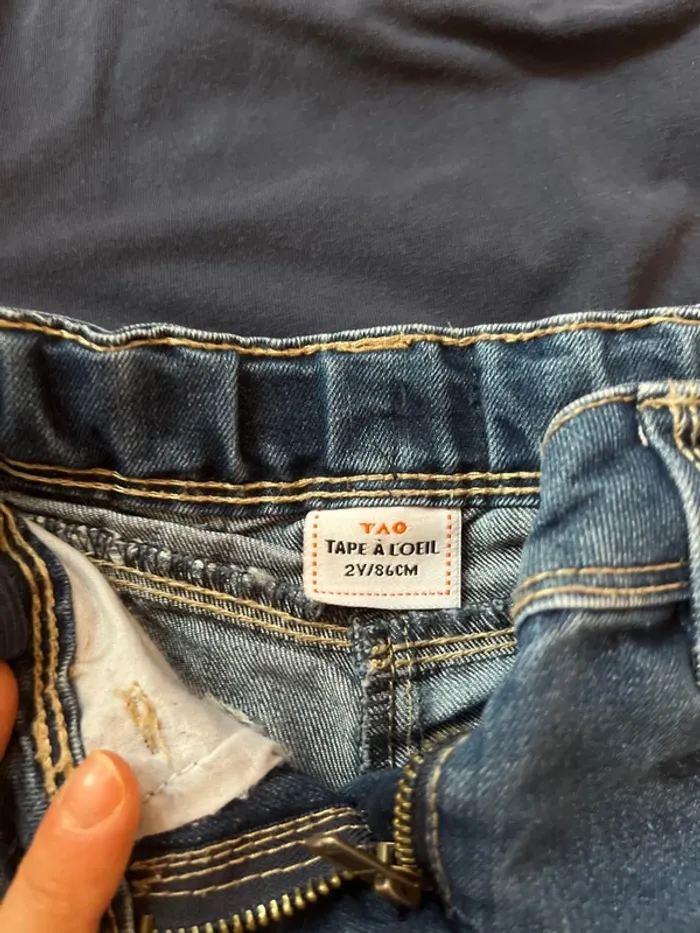 TAO
TAPE À L'OEIL
2Y/86CM